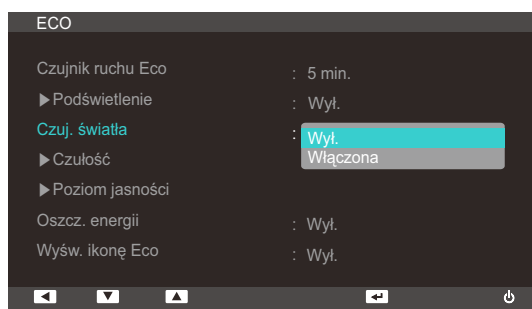 ECO
Czujnik ruchu Eco : 5 min.
▶Podświetlenie : Wył.
Czuj. światła : Wył.
▶Czułość Włączona
▶Poziom jasności
Oszcz. energii : Wył.
Wyśw. ikonę Eco : Wył.